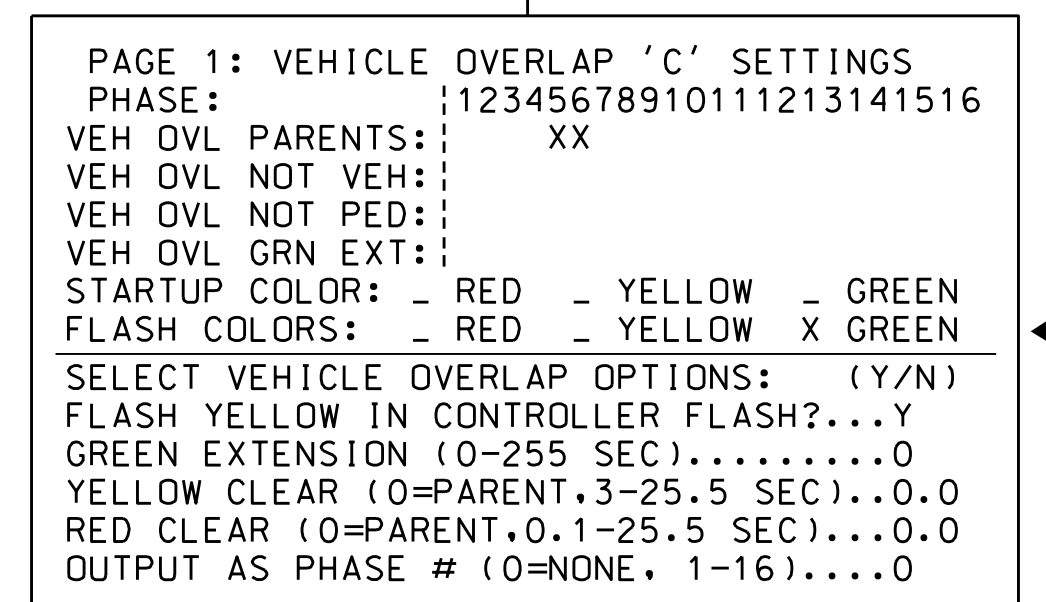 PAGE 1: VEHICLE OVERLAP 'C' SETTINGS
PHASE: ¦12345678910111213141516
VEH OVL PARENTS:¦ XX
VEH OVL NOT VEH:¦
VEH OVL NOT PED:¦
VEH OVL GRN EXT:¦
STARTUP COLOR: _ RED _ YELLOW _ GREEN
FLASH COLORS: _ RED _ YELLOW X GREEN
SELECT VEHICLE OVERLAP OPTIONS: (Y/N)
FLASH YELLOW IN CONTROLLER FLASH?...Y
GREEN EXTENSION (0-255 SEC).........0
YELLOW CLEAR (0=PARENT,3-25.5 SEC)..0.0
RED CLEAR (0=PARENT,0.1-25.5 SEC)...0.0
OUTPUT AS PHASE # (0=NONE, 1-16)....0